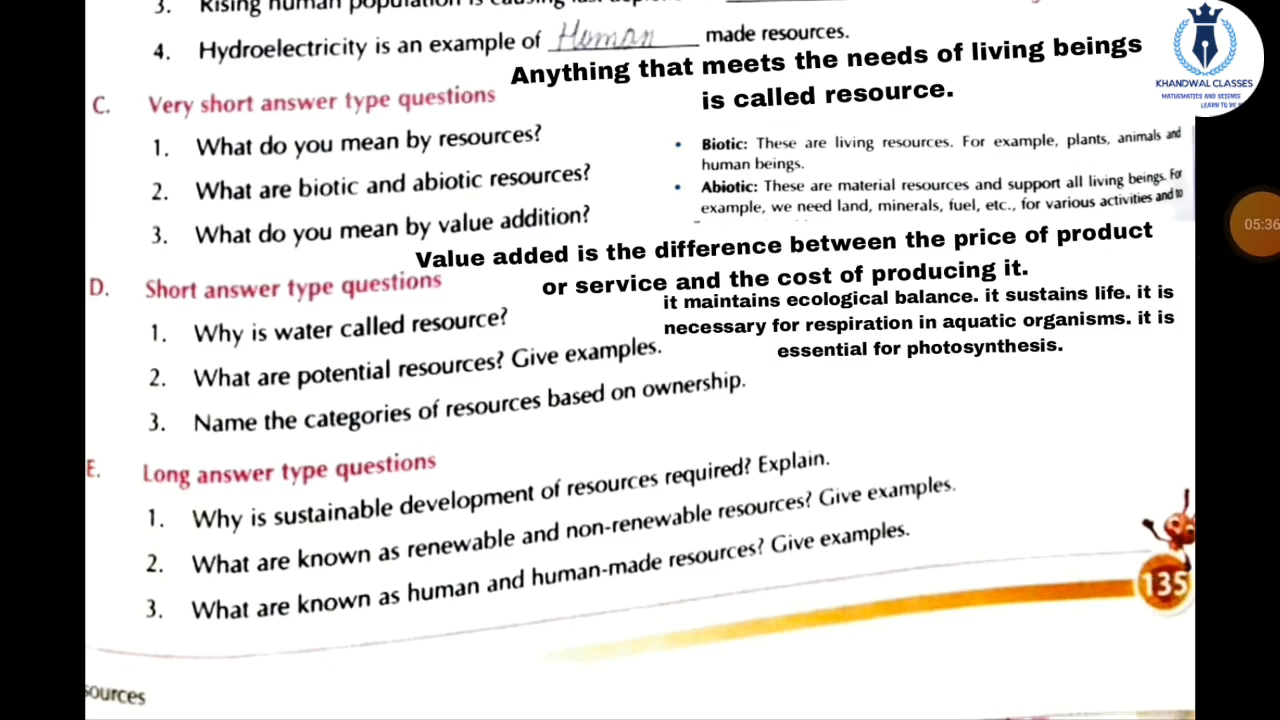 3. Rising human population is causing
4. Hydroelectricity is an example of Human made resources.
Anything that meets the needs of living beings
is called resource.
KHANDWAL CLASSES
MATHEMATICS AND SCIENCE
LEARN TO BE
C. Very short answer type questions
1. What do you mean by resources?
2. What are biotic and abiotic resources?
3. What do you mean by value addition?
• Biotic: These are living resources. For example, plants, animals and
human beings.
• Abiotic: These are material resources and support all living beings. For
example, we need land, minerals, fuel, etc., for various activities and to
Value added is the difference between the price of product
or service and the cost of producing it.
D. Short answer type questions
1. Why is water called resource?
it maintains ecological balance. it sustains life. it is
necessary for respiration in aquatic organisms. it is
essential for photosynthesis.
2. What are potential resources? Give examples.
3. Name the categories of resources based on ownership.
E. Long answer type questions
1. Why is sustainable development of resources required? Explain.
2. What are known as renewable and non-renewable resources? Give examples.
3. What are known as human and human-made resources? Give examples.
135
sources
05:36